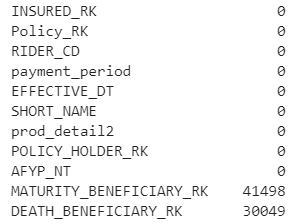 INSURED_RK 0
Policy_RK 0
RIDER_CD 0
payment_period 0
EFFECTIVE_DT 0
SHORT_NAME 0
prod_detail2 0
POLICY_HOLDER_RK 0
AFYP_NT 0
MATURITY_BENEFICIARY_RK 41498
DEATH_BENEFICIARY_RK 30049